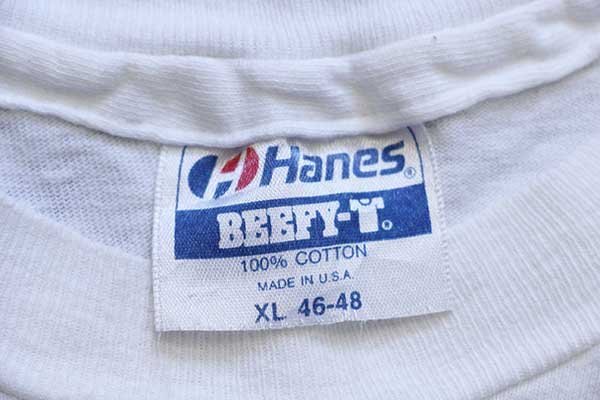 Hanes®
BEEFY-T®
100% COTTON
MADE IN U.S.A.
XL 46-48